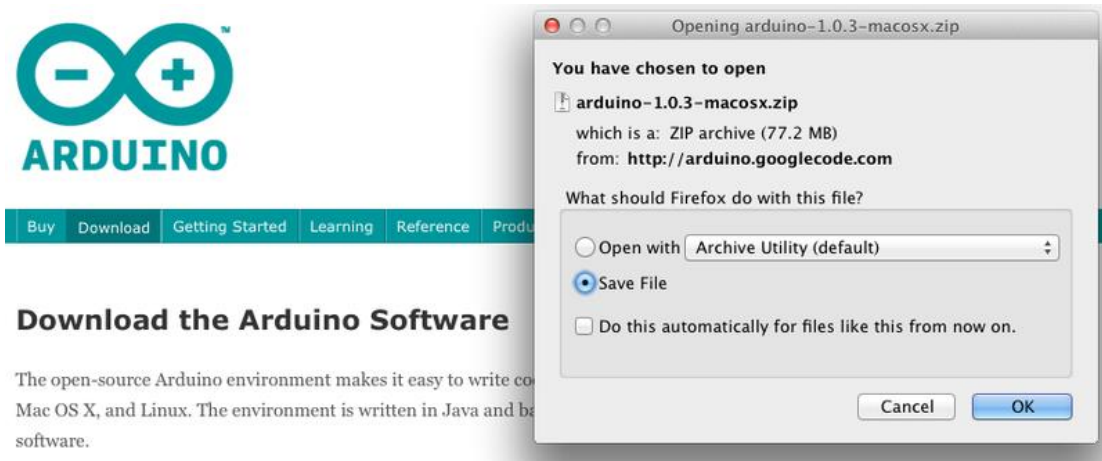 ARDUINO
TM
Buy Download Getting Started Learning Reference
Download the Arduino Software
The open-source Arduino environment makes it easy to write
Mac OS X, and Linux. The environment is written in Java and
software.
Opening arduino-1.0.3-macosx.zip
You have chosen to open
arduino-1.0.3-macosx.zip
which is a: ZIP archive (77.2 MB)
from: http://arduino.googlecode.com
What should Firefox do with this file?
Open with Archive Utility (default)
Save File
Do this automatically for files like this from now on.
Cancel OK